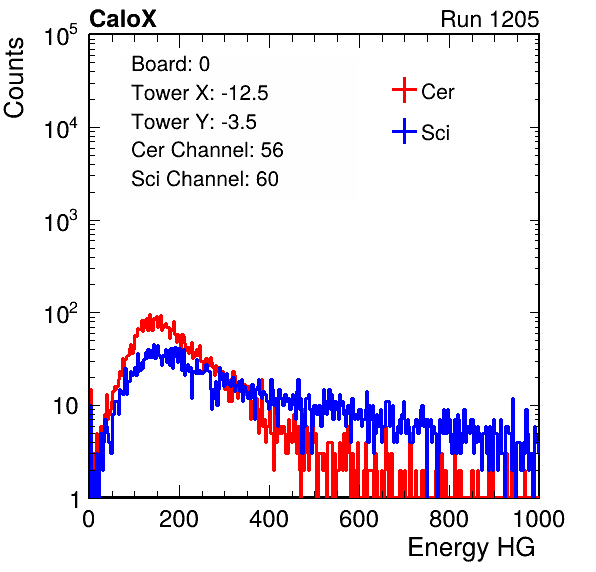 CaloX Run 1205
Counts
10^5
10^4
10^3
10^2
10
1
Board: 0
Tower X: -12.5
Tower Y: -3.5
Cer Channel: 56
Sci Channel: 60
Cer
Sci
0 200 400 600 800 1000
Energy HG